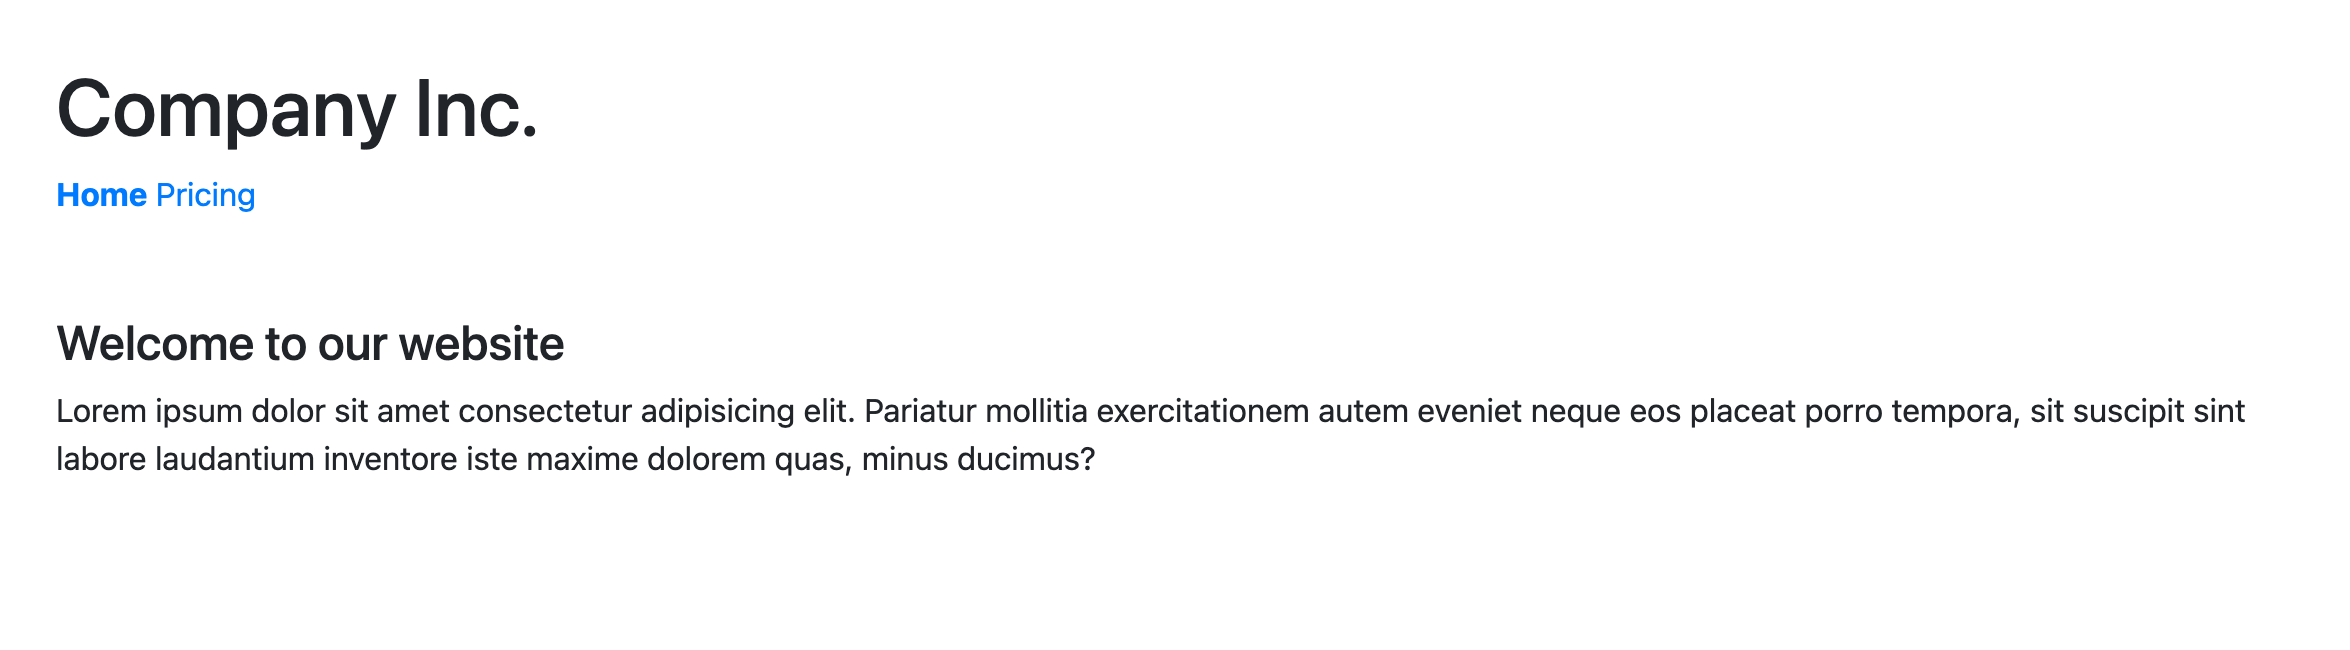 Company Inc.
Home Pricing
Welcome to our website
Lorem ipsum dolor sit amet consectetur adipisicing elit. Pariatur mollitia exercitationem autem eveniet neque eos placeat porro tempora, sit suscipit sint
labore laudantium inventore iste maxime dolorem quas, minus ducimus?